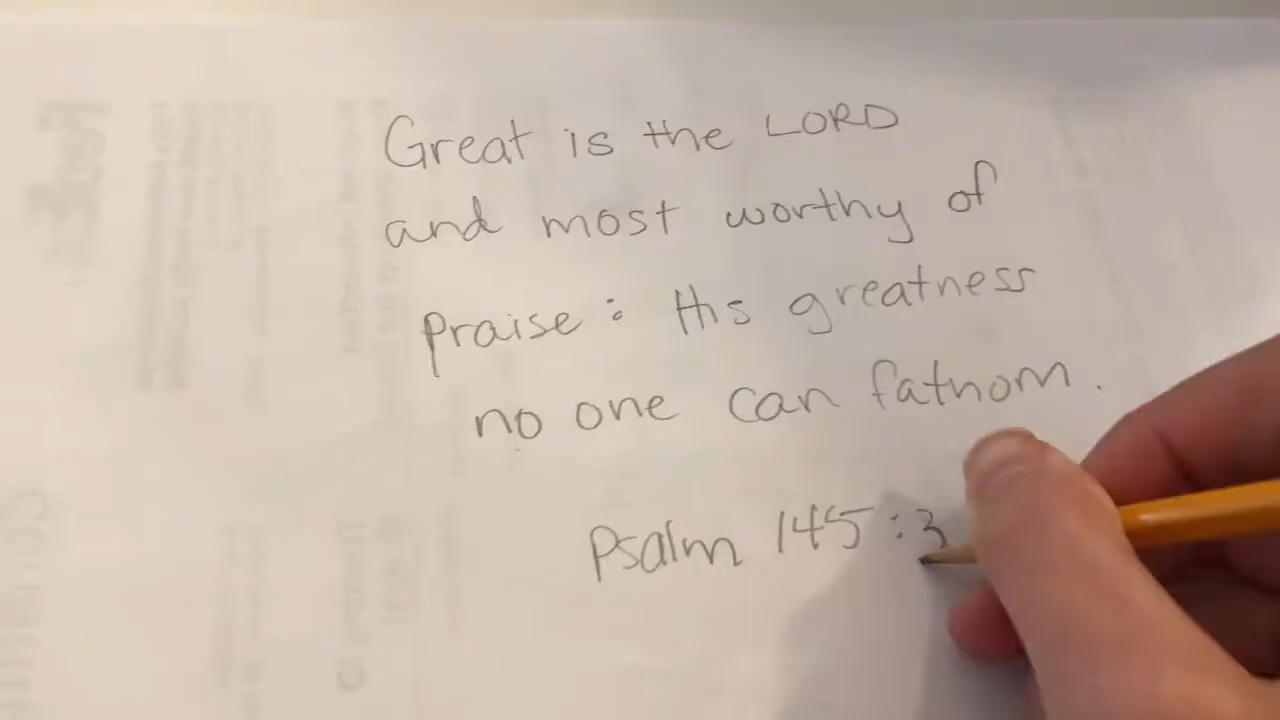 Great is the LORD
and most worthy of
praise: His greatness
no one can fathom.
Psalm 145:3